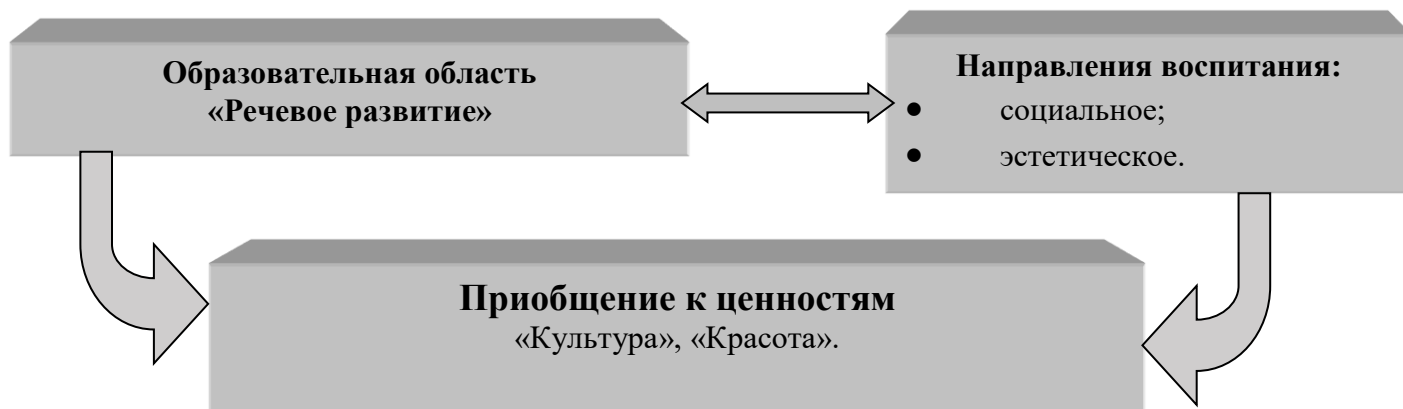 Образовательная область
«Речевое развитие»
Направления воспитания:
● социальное;
● эстетическое.
Приобщение к ценностям
«Культура», «Красота».